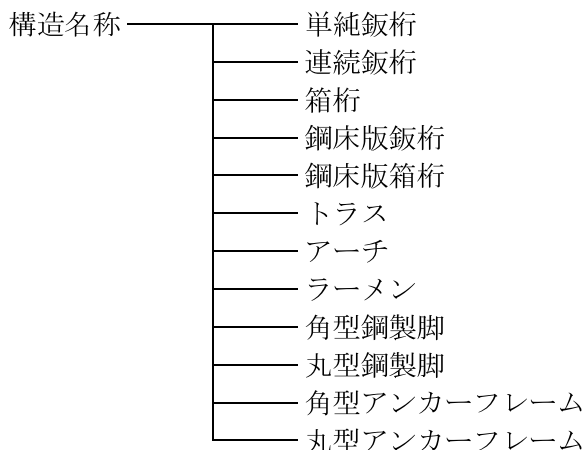 構造名称
単純鈑桁
連続鈑桁
箱桁
鋼床版鈑桁
鋼床版箱桁
トラス
アーチ
ラーメン
角型鋼製脚
丸型鋼製脚
角型アンカーフレーム
丸型アンカーフレーム